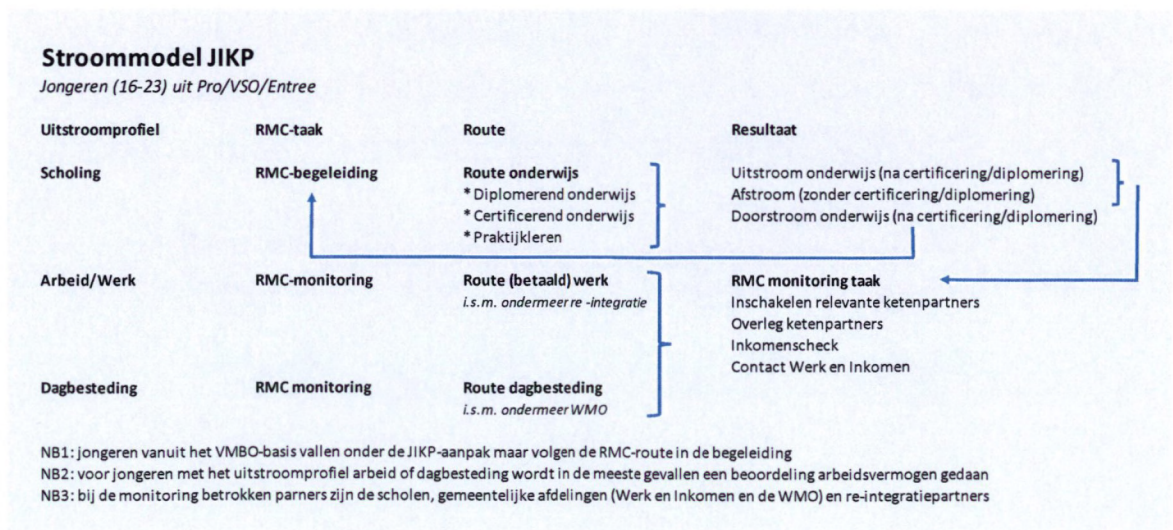 Stroommodel JIKP
Jongeren (16-23) uit Pro/VSO/Entree
Uitstroomprofiel RMC-taak Route Resultaat
Scholing RMC-begeleiding Route onderwijs Uitstroom onderwijs (na certificering/diplomering)
* Diplomerend onderwijs Afstroom (zonder certificering/diplomering)
* Certificerend onderwijs Doorstroom onderwijs (na certificering/diplomering)
* Praktijkleren
Arbeid/Werk RMC-monitoring Route (betaald) werk RMC monitoring taak
i.s.m. ondermeer re -integratie Inschakelen relevante ketenpartners
Overleg ketenpartners
Inkomenscheck
Contact Werk en Inkomen
Dagbesteding RMC monitoring Route dagbesteding
i.s.m. ondermeer WMO
NB1: jongeren vanuit het VMBO-basis vallen onder de JIKP-aanpak maar volgen de RMC-route in de begeleiding
NB2: voor jongeren met het uitstroomprofiel arbeid of dagbesteding wordt in de meeste gevallen een beoordeling arbeidsvermogen gedaan
NB3: bij de monitoring betrokken parners zijn de scholen, gemeentelijke afdelingen (Werk en Inkomen en de WMO) en re-integratiepartners